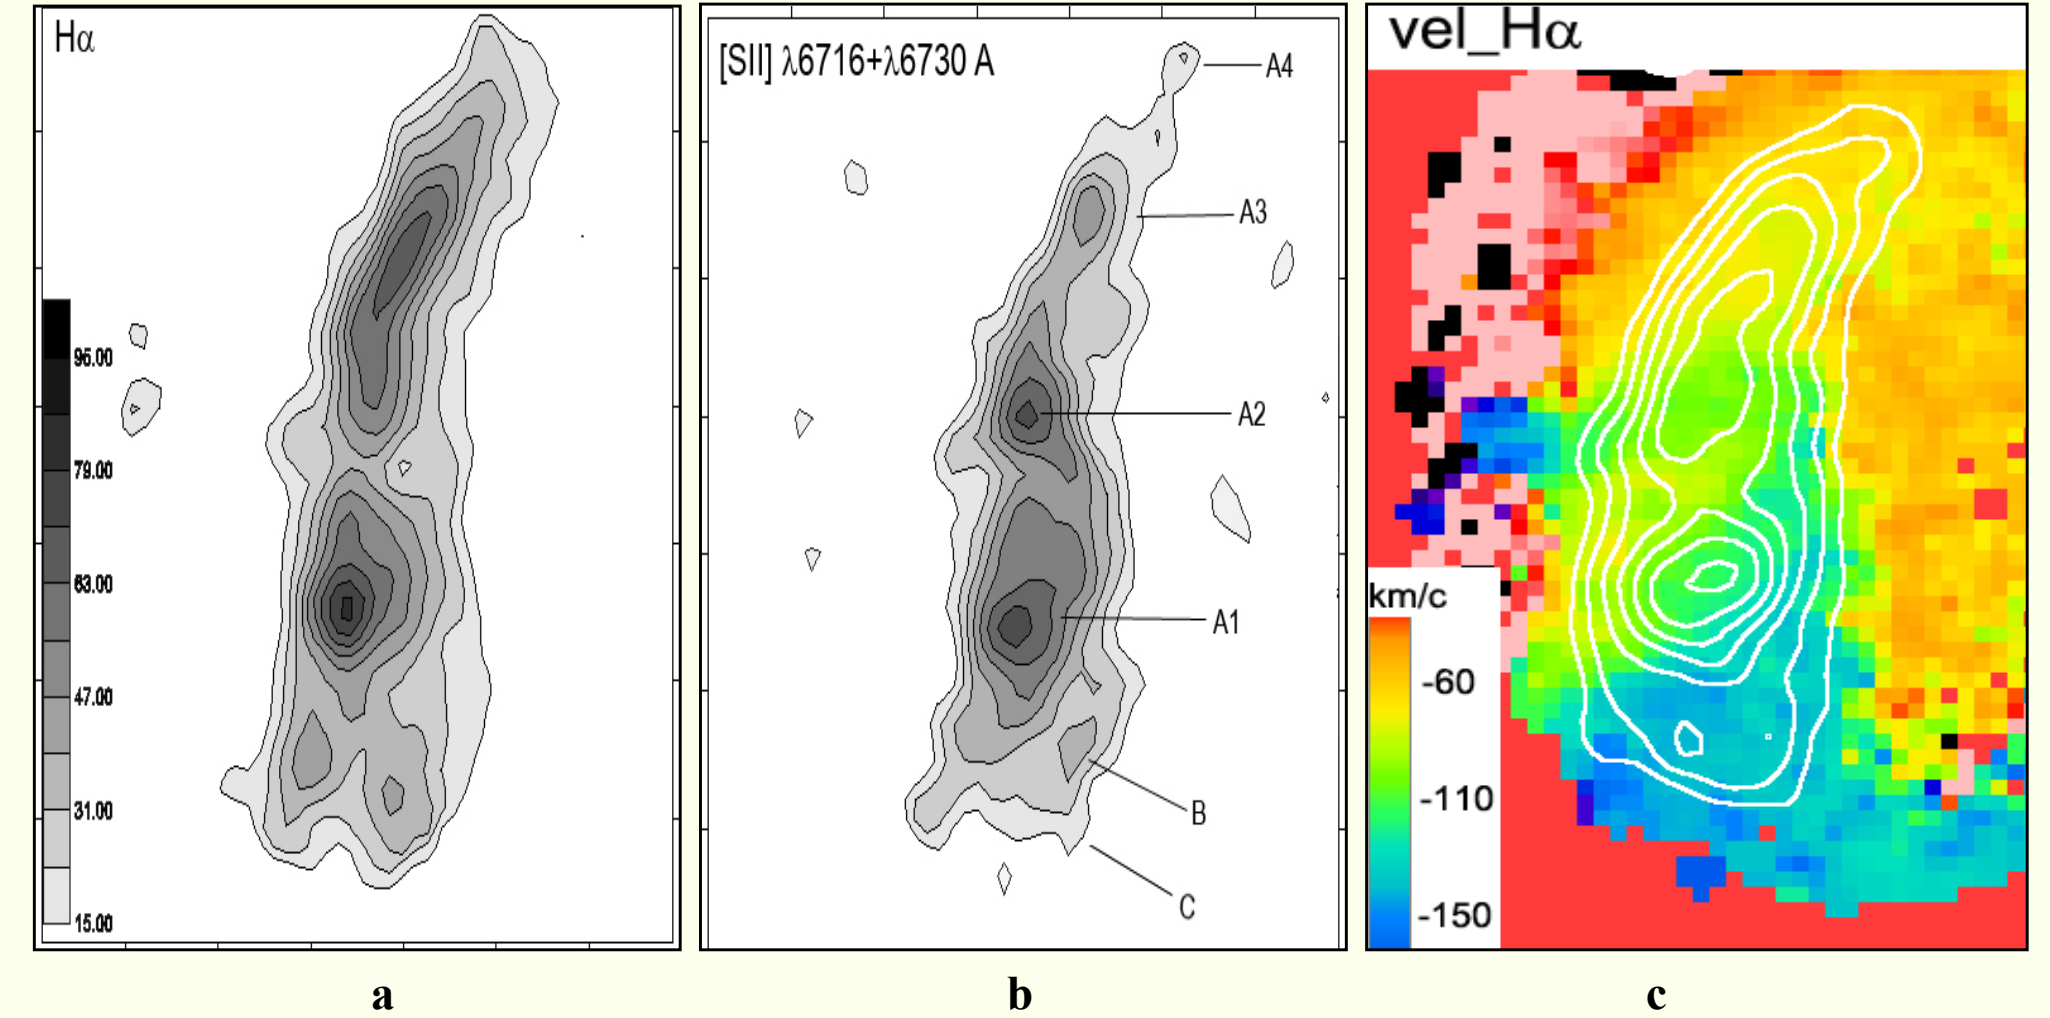 Hα
95.00
79.00
63.00
47.00
31.00
15.00
a
[SII] λ6716+λ6730 A
A4
A3
A2
A1
B
C
b
vel_Hα
km/c
-60
-110
-150
c